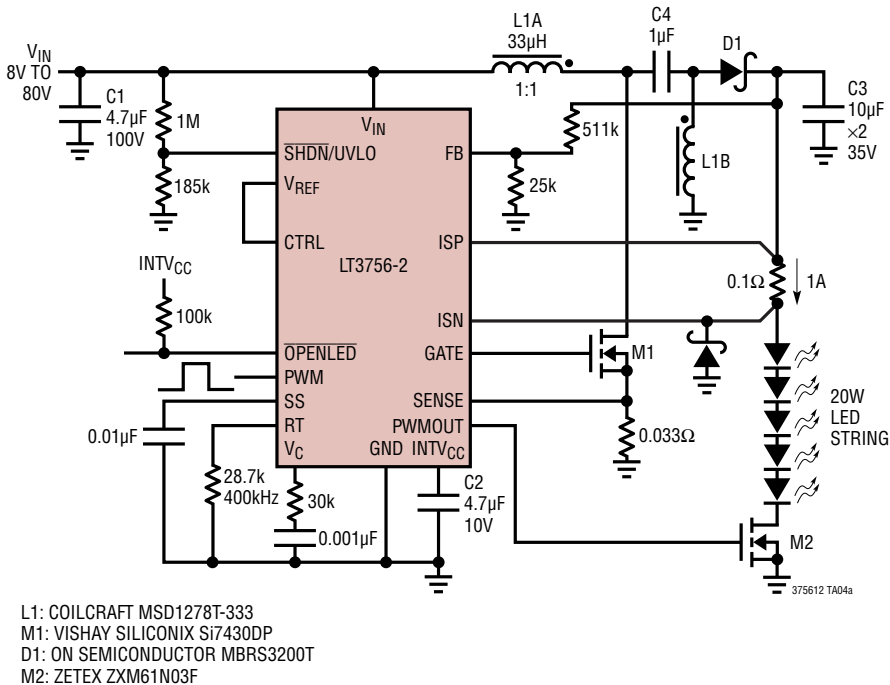 V_IN
8V TO
80V
C1
4.7µF
100V
1M
185k
L1A
33µH
1:1
C4
1µF
D1
C3
10µF
×2
35V
L1B
511k
25k
V_IN
SHDN/UVLO
FB
V_REF
CTRL
ISP
LT3756-2
INTV_CC
100k
ISN
OPENLED
GATE
PWM
SS
SENSE
RT
PWMOUT
V_C
GND
INTV_CC
0.1Ω
1A
M1
0.033Ω
20W
LED
STRING
M2
0.01µF
28.7k
400kHz
30k
0.001µF
C2
4.7µF
10V
375612 TA04a
L1: COILCRAFT MSD1278T-333
M1: VISHAY SILICONIX Si7430DP
D1: ON SEMICONDUCTOR MBRS3200T
M2: ZETEX ZXM61N03F